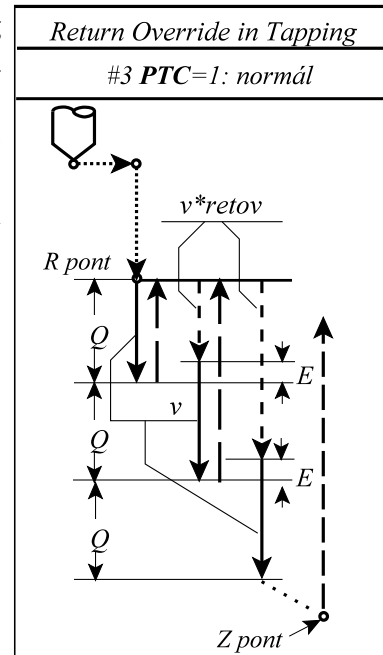 Return Override in Tapping
#3 PTC=1: normál
v*retov
R pont
Q
E
v
Q
E
Q
Z pont